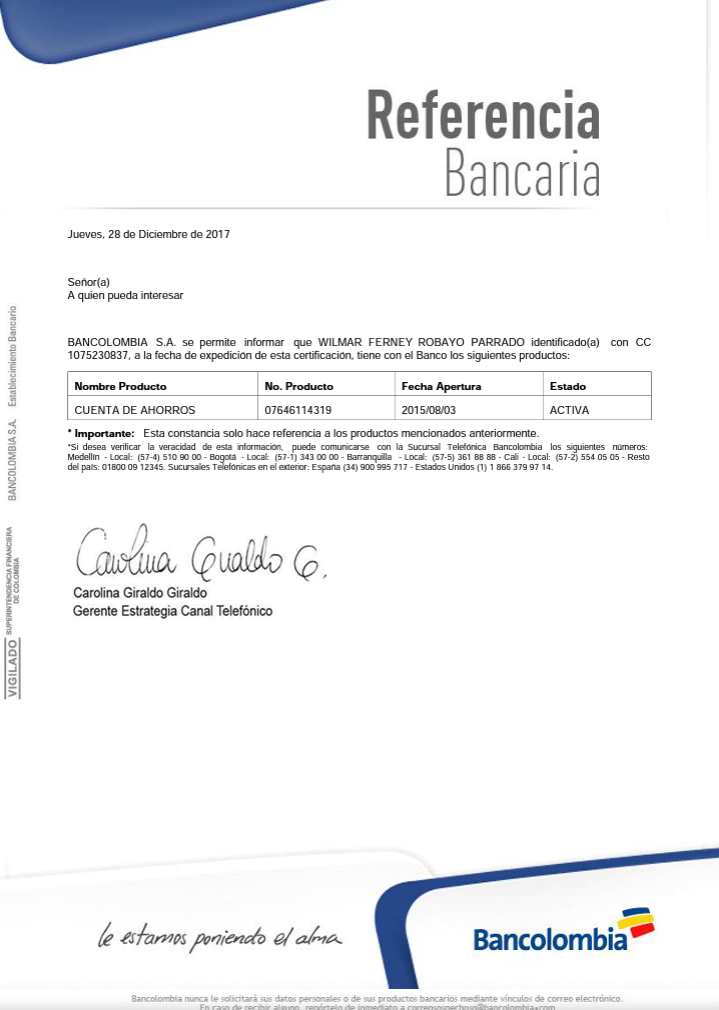 Referencia
Bancaria
Jueves, 28 de Diciembre de 2017
Señor(a)
A quien pueda interesar
BANCOLOMBIA S.A. se permite informar que WILMAR FERNEY ROBAYO PARRADO identificado(a) con CC
1075230837, a la fecha de expedición de esta certificación, tiene con el Banco los siguientes productos:
Nombre Producto No. Producto Fecha Apertura Estado
CUENTA DE AHORROS 07646114319 2015/08/03 ACTIVA
* Importante: Esta constancia solo hace referencia a los productos mencionados anteriormente.
*Si desea verificar la veracidad de esta información, puede comunicarse con la Sucursal Telefónica Bancolombia los siguientes números:
Medellín - Local: (57-4) 510 90 00 - Bogotá - Local: (57-1) 343 00 00 - Barranquilla - Local: (57-5) 361 88 88 - Cali - Local: (57-2) 554 05 05 - Resto
del país: 01800 09 12345. Sucursales Telefónicas en el exterior: España (34) 900 995 717 - Estados Unidos (1) 1 866 379 97 14.
Carolina Giraldo G.
Carolina Giraldo Giraldo
Gerente Estrategia Canal Telefónico
VIGILADO SUPERINTENDENCIA FINANCIERA
DE COLOMBIA
BANCOLOMBIA S.A. Establecimiento Bancario
le estamos poniendo el alma
Bancolombia
Bancolombia nunca le solicitará sus datos personales o de sus productos bancarios mediante vínculos de correo electrónico.
En caso de recibir alguno, repórtelo de inmediato a correosospechoso@bancolombia.com